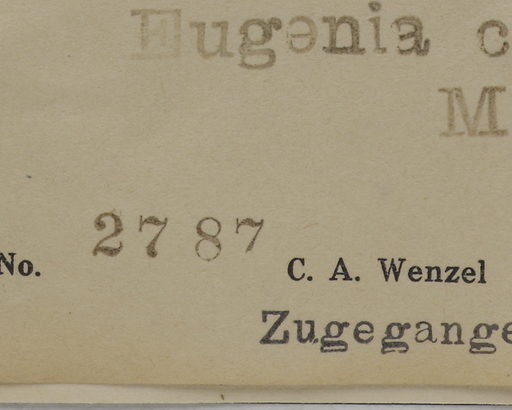 Eugenia c
M
No. 2787 C. A. Wenzel
Zugegange